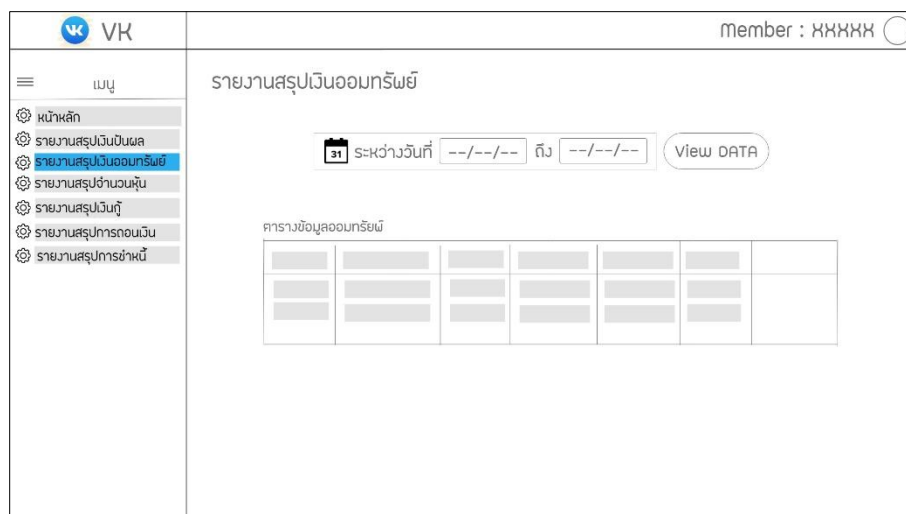 VK
Member : XXXXX
เมนู
รายงานสรุปเงินออมทรัพย์
หน้าหลัก
รายงานสรุปเงินปันผล
รายงานสรุปเงินออมทรัพย์
รายงานสรุปจำนวนหุ้น
รายงานสรุปเงินกู้
รายงานสรุปการถอนเงิน
รายงานสรุปการชำหนี้
31 ระหว่างวันที่ --/--/-- ถึง --/--/-- View DATA
ตารางข้อมูลออมทรัยพ์